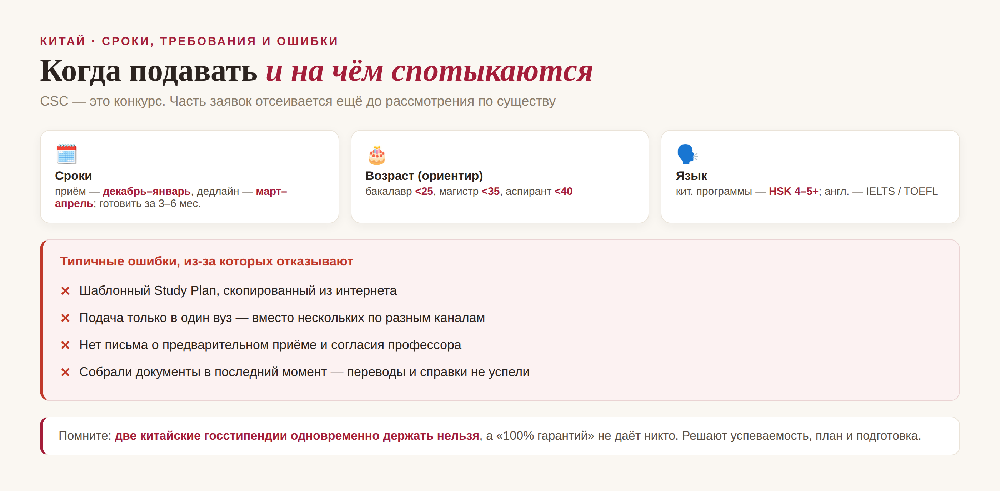 КИТАЙ · СРОКИ, ТРЕБОВАНИЯ И ОШИБКИ
Когда подавать и на чём спотыкаются
CSC — это конкурс. Часть заявок отсеивается ещё до рассмотрения по существу
Сроки
приём — декабрь–январь, дедлайн — март–
апрель; готовить за 3–6 мес.
Возраст (ориентир)
бакалавр <25, магистр <35, аспирант <40
Язык
кит. программы — HSK 4–5+; англ. — IELTS / TOEFL
Типичные ошибки, из-за которых отказывают
✕ Шаблонный Study Plan, скопированный из интернета
✕ Подача только в один вуз — вместо нескольких по разным каналам
✕ Нет письма о предварительном приёме и согласия профессора
✕ Собрали документы в последний момент — переводы и справки не успели
Помните: две китайские госстипендии одновременно держать нельзя, а «100% гарантий» не даёт никто. Решают успеваемость, план и подготовка.